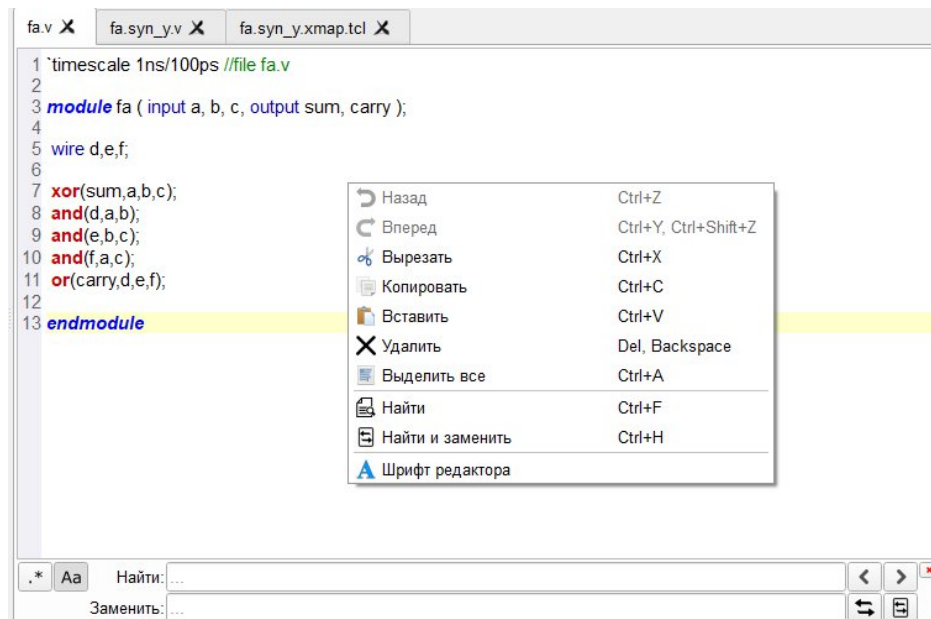 fa.v fa.syn_y.v fa.syn_y.xmap.tcl
1 `timescale 1ns/100ps //file fa.v
2
3 module fa ( input a, b, c, output sum, carry );
4
5 wire d,e,f;
6
7 xor(sum,a,b,c);
8 and(d,a,b);
9 and(e,b,c);
10 and(f,a,c);
11 or(carry,d,e,f);
12
13 endmodule
Назад Ctrl+Z
Вперед Ctrl+Y, Ctrl+Shift+Z
Вырезать Ctrl+X
Копировать Ctrl+C
Вставить Ctrl+V
Удалить Del, Backspace
Выделить все Ctrl+A
Найти Ctrl+F
Найти и заменить Ctrl+H
Шрифт редактора
.* Aa Найти: ...
Заменить: ...